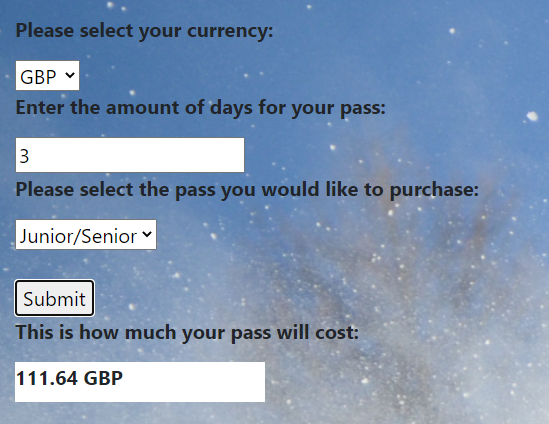 Please select your currency:
GBP
Enter the amount of days for your pass:
3
Please select the pass you would like to purchase:
Junior/Senior
Submit
This is how much your pass will cost:
111.64 GBP